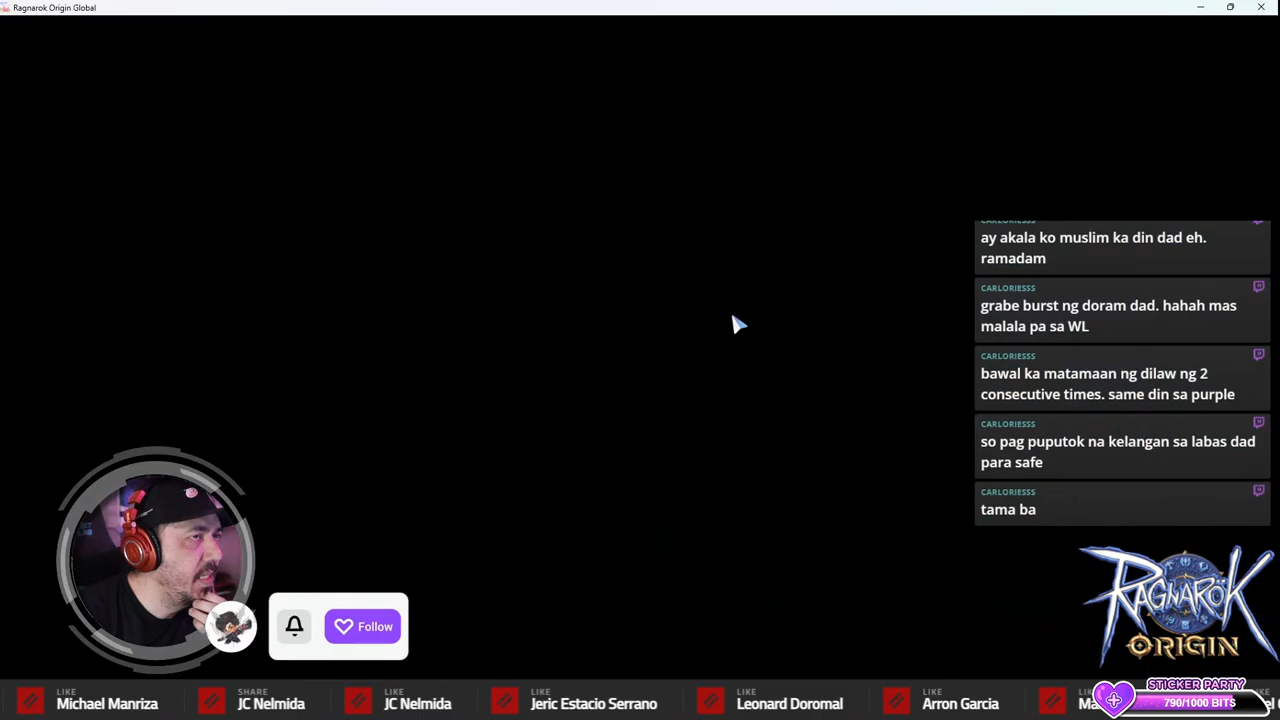 Ragnarok Origin Global
CARLORIESSS
ay akala ko muslim ka din dad eh.
ramadam
CARLORIESSS
grabe burst ng doram dad. hahah mas
malala pa sa WL
CARLORIESSS
bawal ka matamaan ng dilaw ng 2
consecutive times. same din sa purple
CARLORIESSS
so pag puputok na kelangan sa labas dad
para safe
CARLORIESSS
tama ba
Follow
RAGNAROK
ORIGIN
STICKER PARTY
790/1000 BITS
LIKE
Michael Manriza
SHARE
JC Nelmida
LIKE
JC Nelmida
LIKE
Jeric Estacio Serrano
LIKE
Leonard Doromal
LIKE
Arron Garcia
LIKE